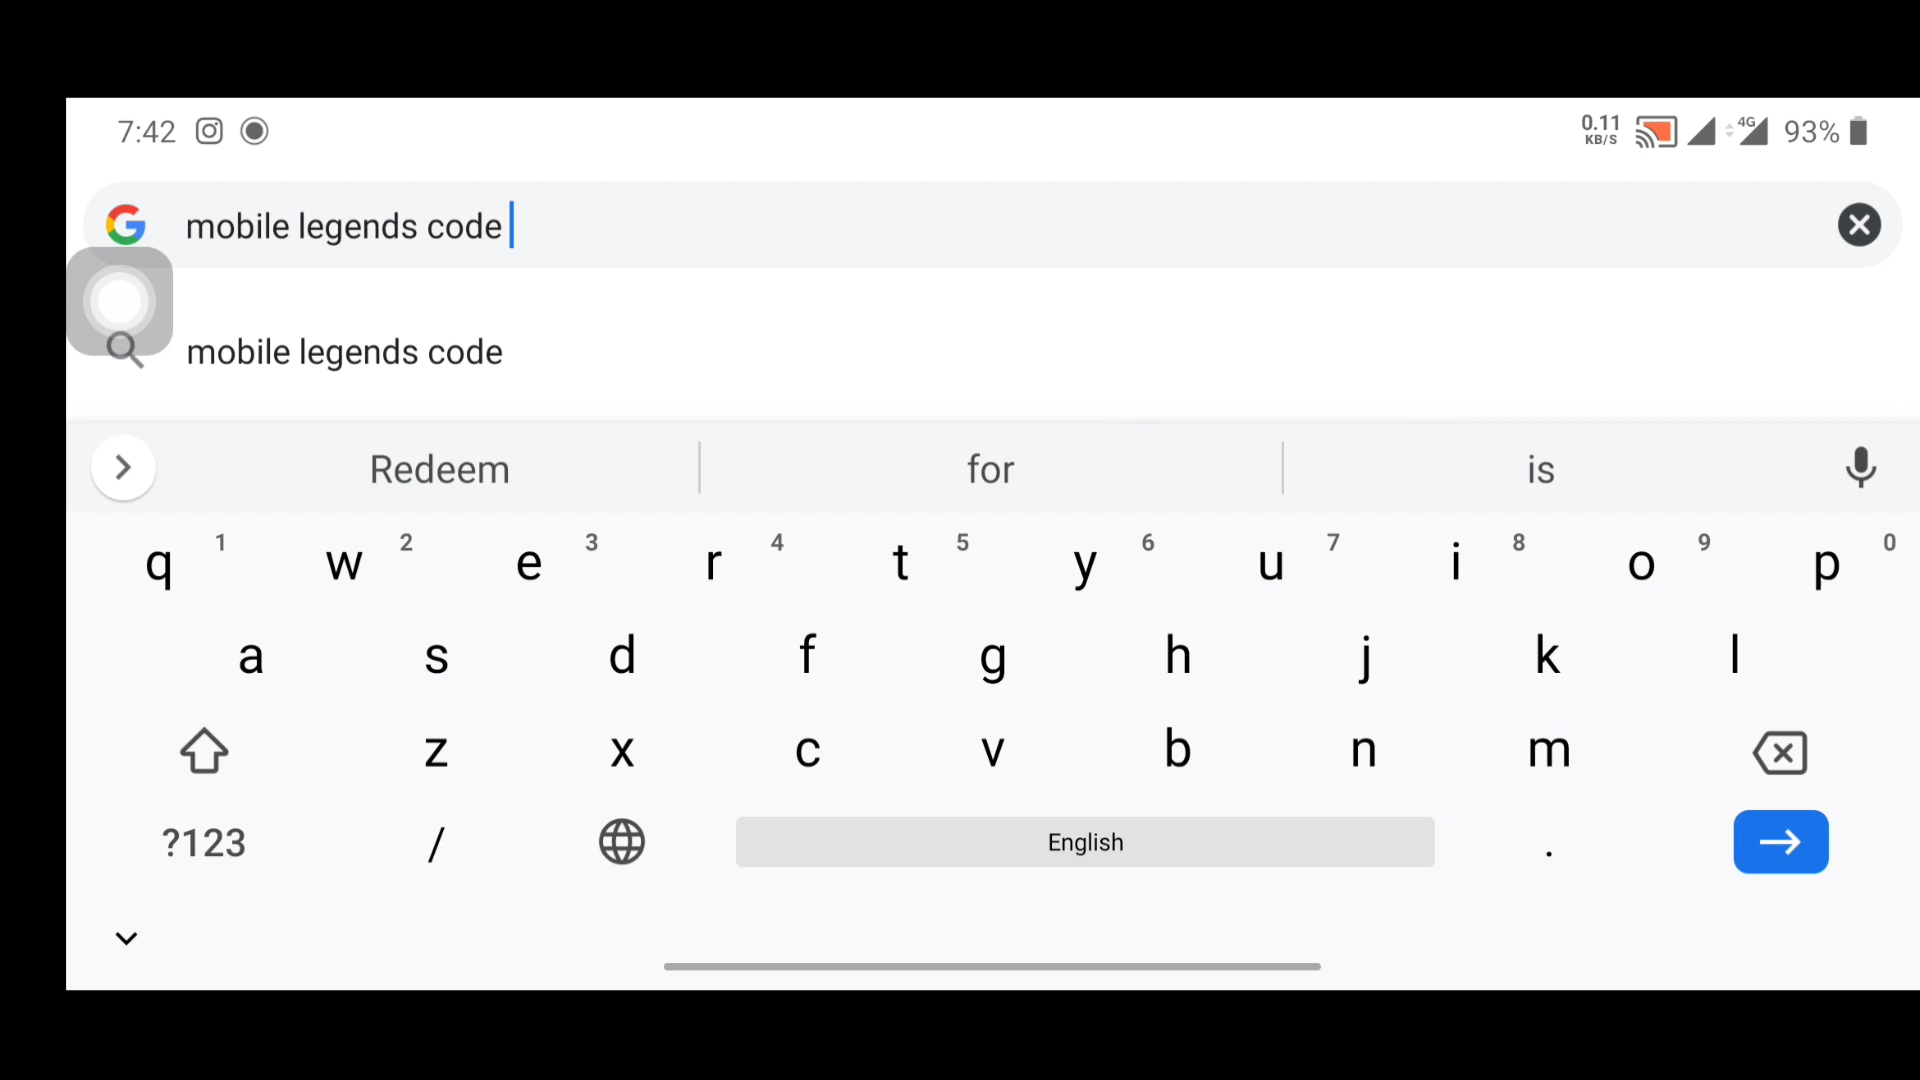 7:42 0.11 KB/S 4G 93%
mobile legends code
mobile legends code
Redeem for is
q 1 w 2 e 3 r 4 t 5 y 6 u 7 i 8 o 9 p 0
a s d f g h j k l
z x c v b n m
?123 / English .